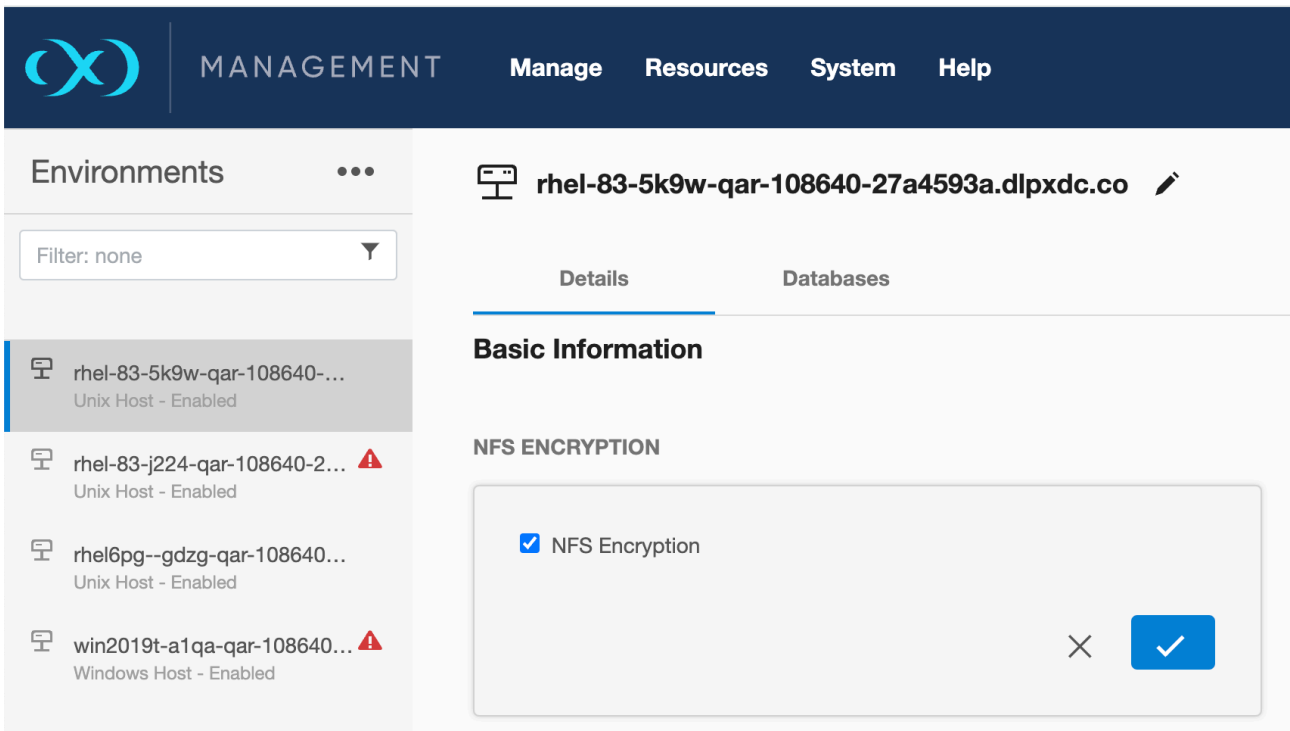 MANAGEMENT
Manage Resources System Help
Environments
Filter: none
rhel-83-5k9w-qar-108640-...
Unix Host - Enabled
rhel-83-j224-qar-108640-2...
Unix Host - Enabled
rhel6pg--gdzg-qar-108640...
Unix Host - Enabled
win2019t-a1qa-qar-108640...
Windows Host - Enabled
rhel-83-5k9w-qar-108640-27a4593a.dlpxdc.co
Details Databases
Basic Information
NFS ENCRYPTION
NFS Encryption